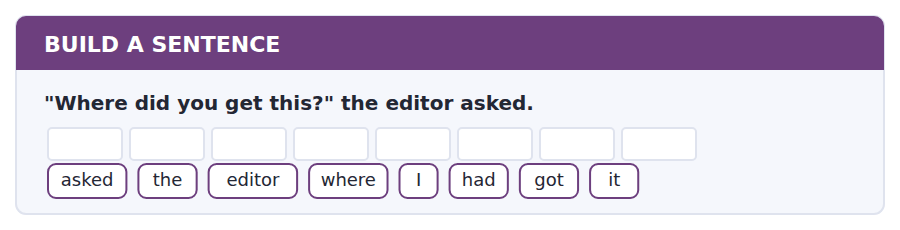 BUILD A SENTENCE
"Where did you get this?" the editor asked.
asked the editor where I had got it